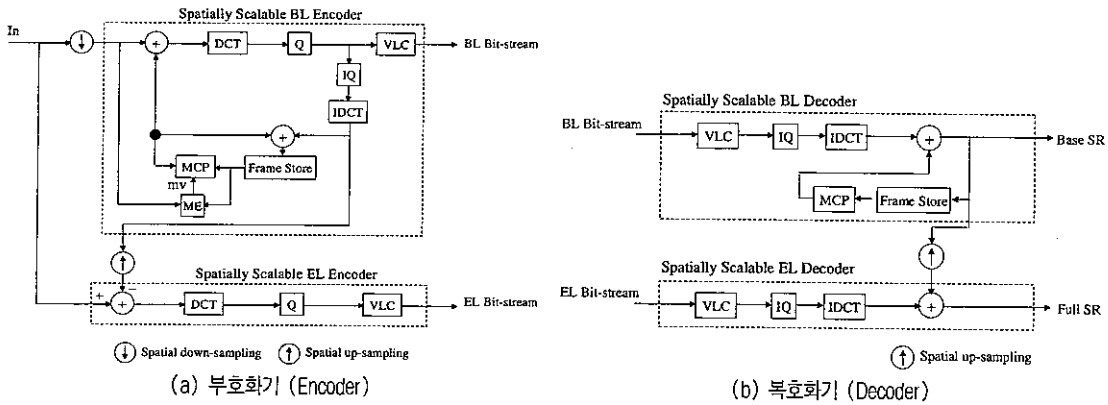 Spatially Scalable BL Encoder
In
+
DCT
Q
VLC
BL Bit-stream
IQ
IDCT
+
MCP
Frame Store
mv
ME
Spatially Scalable EL Encoder
+
−
+
DCT
Q
VLC
EL Bit-stream
Spatial down-sampling
Spatial up-sampling
(a) 부호화기 (Encoder)
Spatially Scalable BL Decoder
BL Bit-stream
VLC
IQ
IDCT
+
Base SR
MCP
Frame Store
Spatially Scalable EL Decoder
EL Bit-stream
VLC
IQ
IDCT
+
Full SR
Spatial up-sampling
(b) 복호화기 (Decoder)